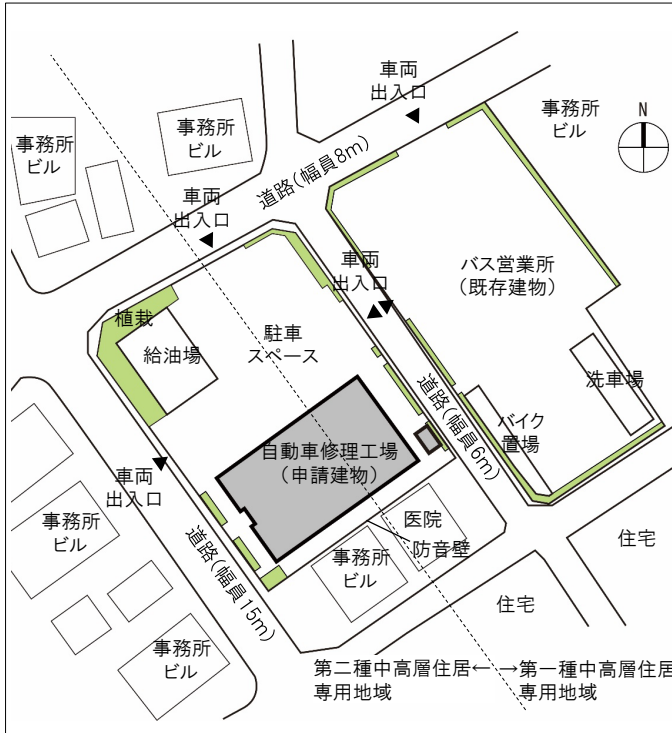 車両
出入口
事務所
ビル
N
事務所
ビル
事務所
ビル
道路(幅員8m)
車両
出入口
車両
出入口
バス営業所
(既存建物)
植栽
給油場
駐車
スペース
洗車場
道路(幅員6m)
バイク
置場
自動車修理工場
(申請建物)
車両
出入口
医院
防音壁
事務所
ビル
道路(幅員15m)
事務所
ビル
住宅
住宅
事務所
ビル
第二種中高層住居←
専用地域
→第一種中高層住居
専用地域